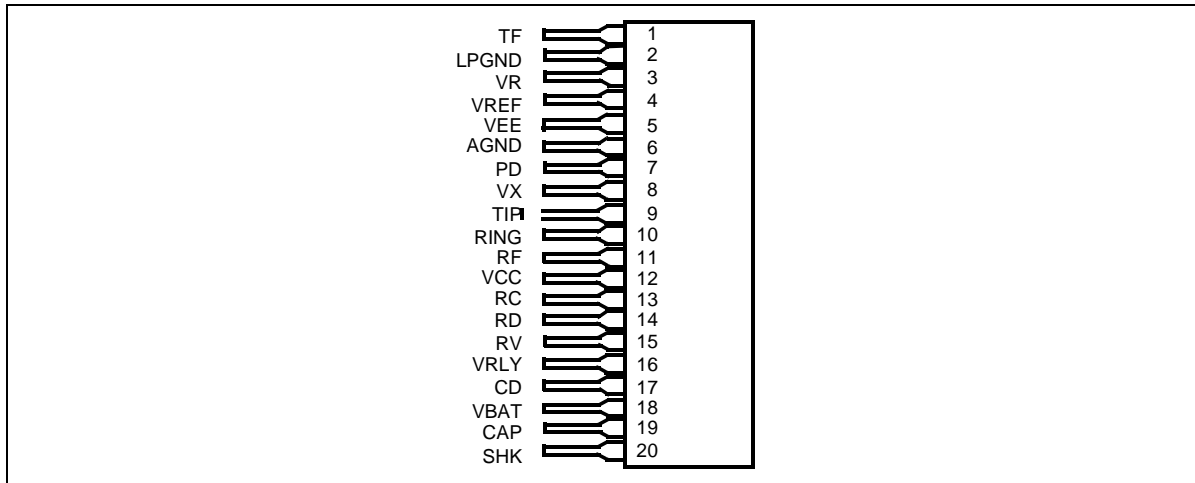 TF 1
LPGND 2
VR 3
VREF 4
VEE 5
AGND 6
PD 7
VX 8
TIP 9
RING 10
RF 11
VCC 12
RC 13
RD 14
RV 15
VRLY 16
CD 17
VBAT 18
CAP 19
SHK 20